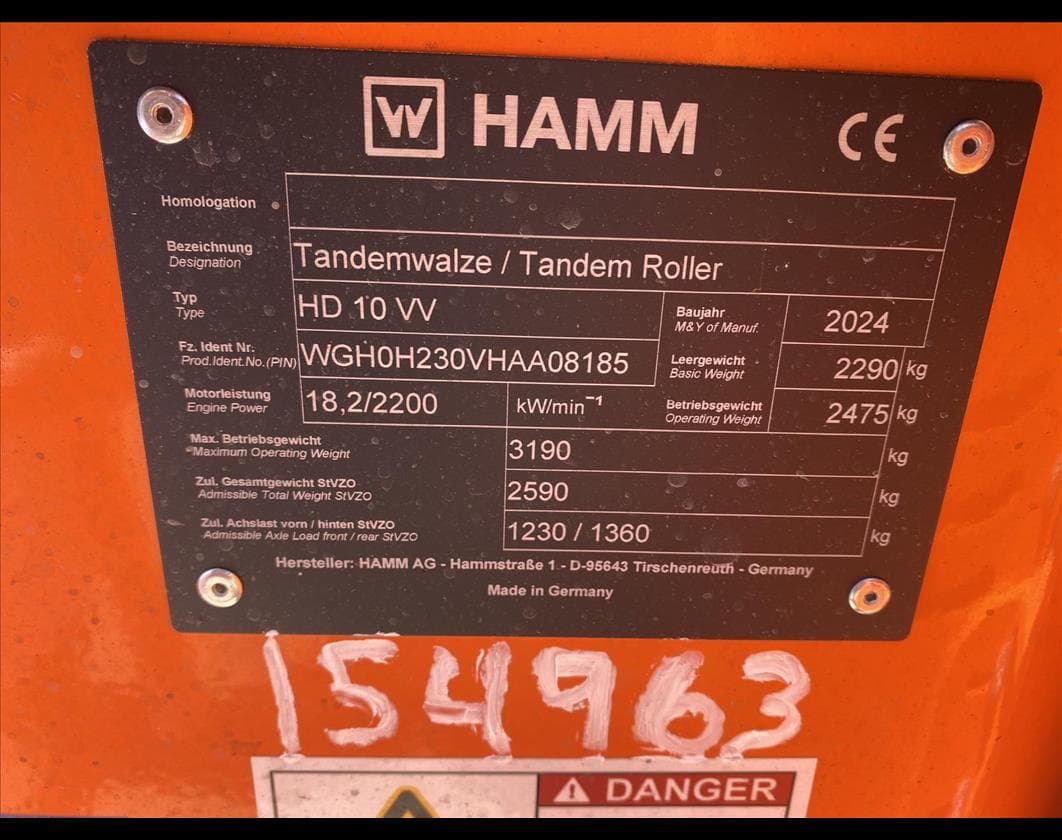 W HAMM CE
Homologation
Bezeichnung
Designation
Tandemwalze / Tandem Roller
Typ
Type
HD 10 VV
Baujahr
M&Y of Manuf.
2024
Fz. Ident Nr.
Prod.Ident.No.(PIN)
WGH0H230VHAA08185
Leergewicht
Basic Weight
2290 kg
Motorleistung
Engine Power
18,2/2200 kW/min⁻¹
Betriebsgewicht
Operating Weight
2475 kg
Max. Betriebsgewicht
Maximum Operating Weight
3190 kg
Zul. Gesamtgewicht StVZO
Admissible Total Weight StVZO
2590 kg
Zul. Achslast vorn / hinten StVZO
Admissible Axle Load front / rear StVZO
1230 / 1360 kg
Hersteller: HAMM AG - Hammstraße 1 - D-95643 Tirschenreuth - Germany
Made in Germany
154963
DANGER